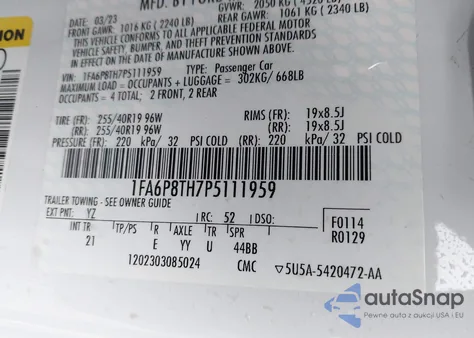 MFD. BY FORD
DATE: 03/23 GVWR: 2050 KG (4520 LB)
FRONT GAWR: 1016 KG (2240 LB) REAR GAWR: 1061 KG (2340 LB)
THIS VEHICLE CONFORMS TO ALL APPLICABLE FEDERAL MOTOR
VEHICLE SAFETY, BUMPER, AND THEFT PREVENTION STANDARDS IN
EFFECT ON THE DATE OF MANUFACTURE SHOWN ABOVE.
VIN: 1FA6P8TH7P5111959 TYPE: Passenger Car
MAXIMUM LOAD = OCCUPANTS + LUGGAGE = 302KG/ 668LB
OCCUPANTS = 4 TOTAL; 2 FRONT, 2 REAR
TIRE (FR): 255/40R19 96W RIMS (FR): 19x8.5J
(RR): 255/40R19 96W (RR): 19x8.5J
PRESSURE (FR): 220 kPa/ 32 PSI COLD (RR): 220 kPa/ 32 PSI COLD
1FA6P8TH7P5111959
TRAILER TOWING - SEE OWNER GUIDE
EXT PNT: YZ RC: 52 DSO: F0114
INT TR TP/PS R AXLE TR SPR R0129
21 E YY U 44BB
1202303085024 CMC ▽5U5A-5420472-AA
autoSnap
Pewne auta z USA i EU